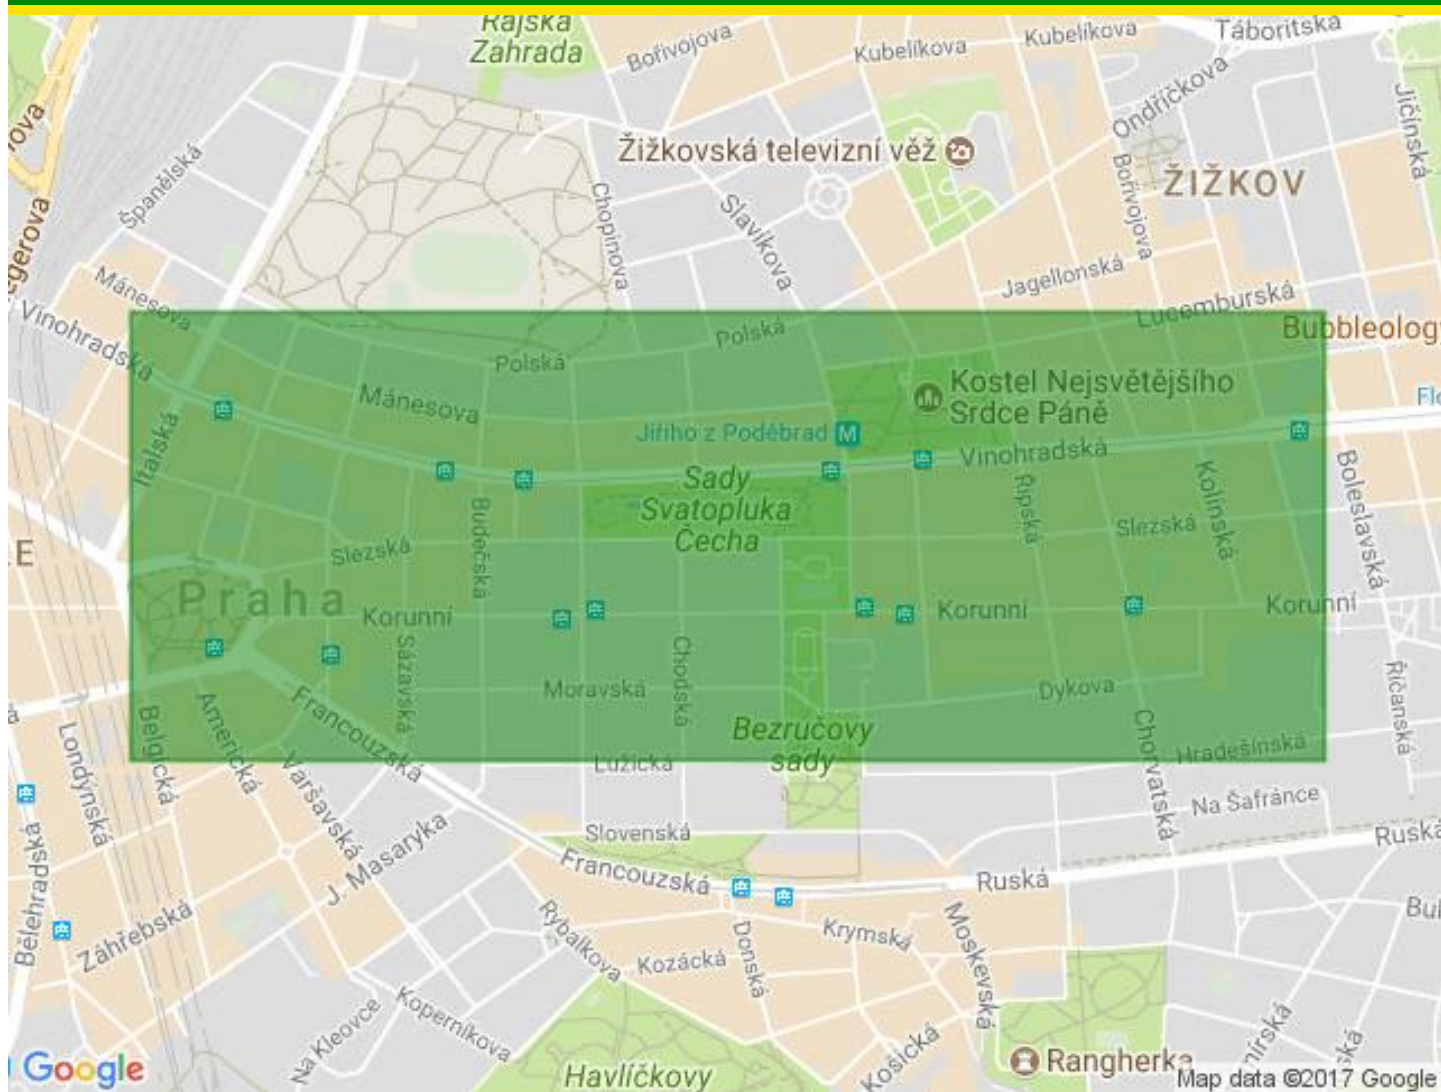 Rajská
Zahrada
Bořivojova
Kubelíkova
Kubelíkova
Táboritská
Ondříčkova
Jičínská
Žižkovská televizní věž
Bořivojova
ŽIŽKOV
Španělská
Chopinova
Slavíkova
Jagellonská
Mánesova
Lucemburská
Vinohradská
Bubbleology
Polská
Polská
Mánesova
Kostel Nejsvětějšího
Srdce Páně
Italská
Jiřího z Poděbrad M
Vinohradská
Sady
Svatopluka
Čecha
Budečská
Řipská
Kolínská
Boleslavská
Slezská
Slezská
Praha
Korunní
Korunní
Korunní
Sázavská
Chodská
Moravská
Dykova
Říčanská
Francouzská
Americká
Belgická
Bezručovy
sady
Chorvatská
Hradešínská
Londýnská
Varšavská
Lužická
Na Šafránce
Bělehradská
J. Masaryka
Slovenská
Ruská
Francouzská
Ruská
Záhřebská
Rybalkova
Donská
Krymská
Moskevská
Kozácká
Na Kleovce
Koperníkova
Košická
Rangherka
Google
Havlíčkovy
Map data ©2017 Google